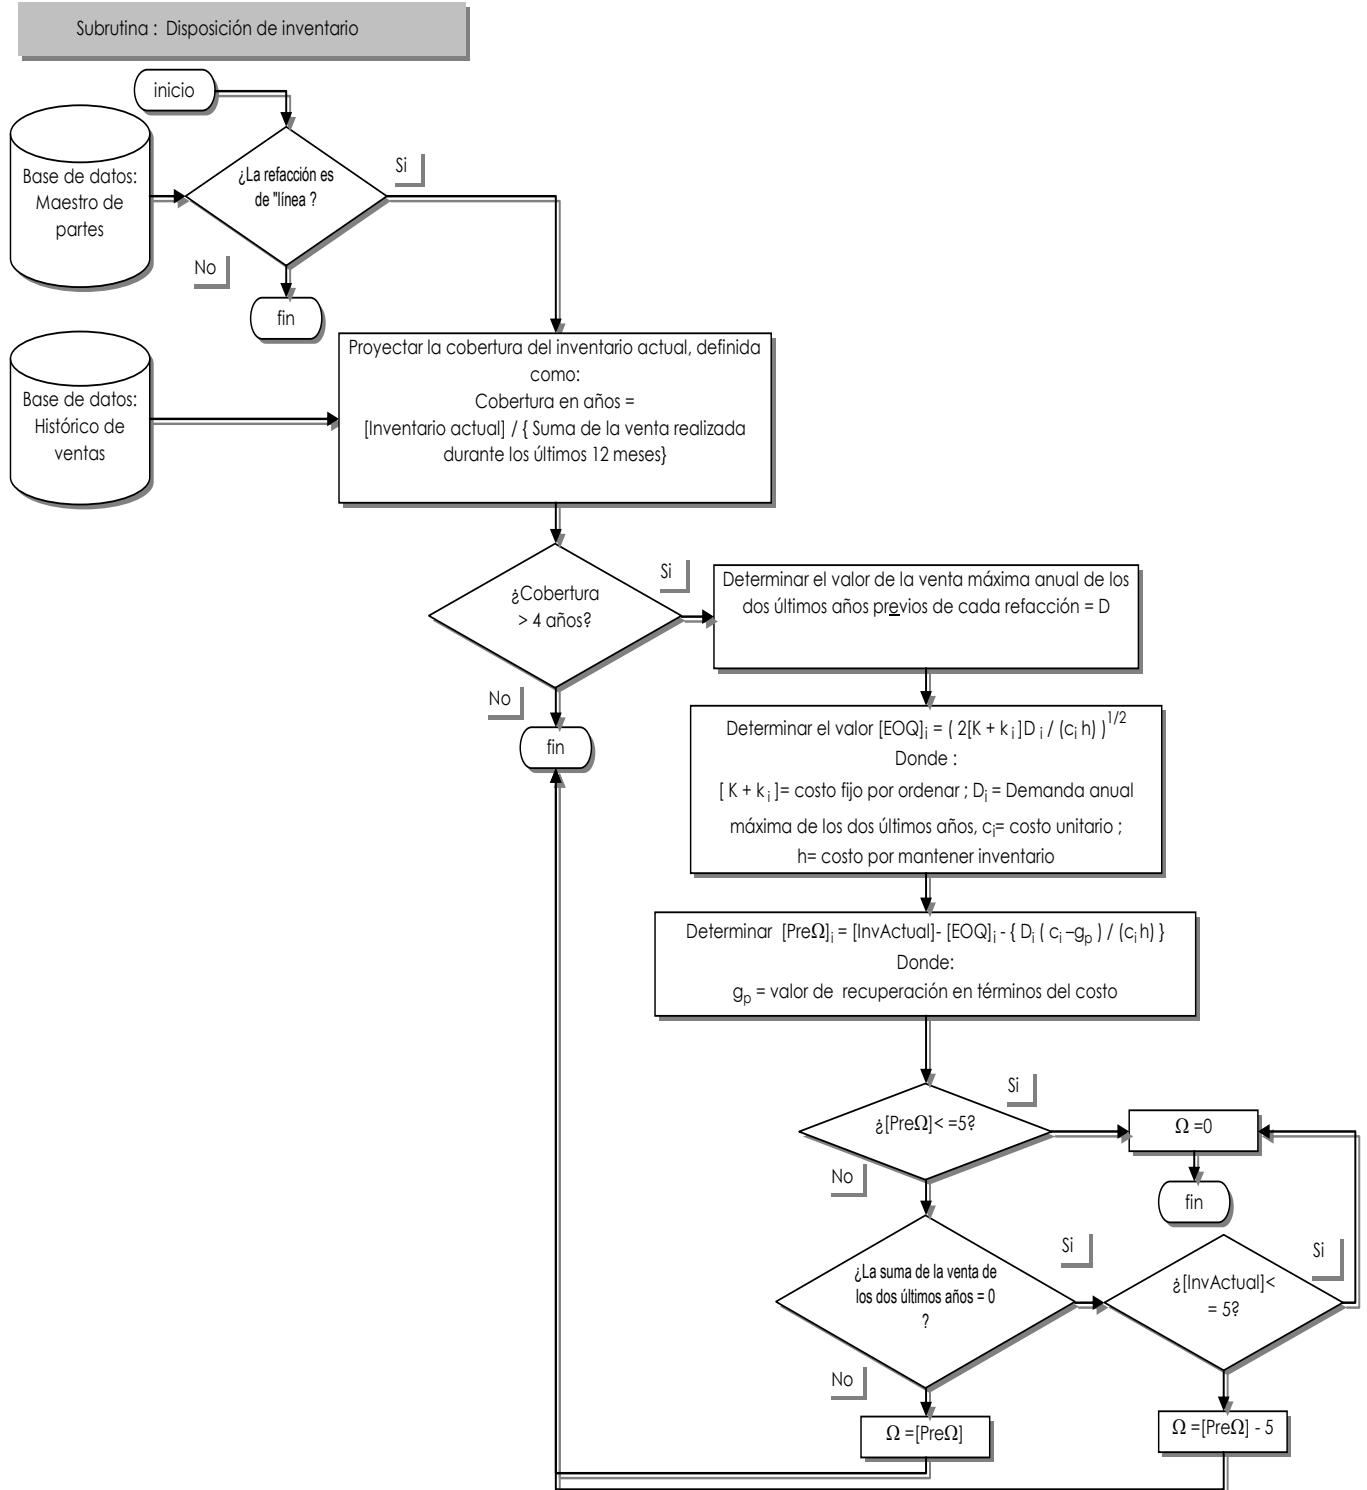 Subrutina : Disposición de inventario
inicio
Base de datos:
Maestro de
partes
¿La refacción es
de "línea ?
Si
No
fin
Base de datos:
Histórico de
ventas
Proyectar la cobertura del inventario actual, definida
como:
Cobertura en años =
[Inventario actual] / { Suma de la venta realizada
durante los últimos 12 meses}
¿Cobertura
> 4 años?
Si
No
fin
Determinar el valor de la venta máxima anual de los
dos últimos años previos de cada refacción = D
Determinar el valor [EOQ]i = ( 2[K + k i ]D i / (ci h) )1/2
Donde :
[ K + k i ]= costo fijo por ordenar ; Di = Demanda anual
máxima de los dos últimos años, ci= costo unitario ;
h= costo por mantener inventario
Determinar [PreΩ]i = [InvActual]- [EOQ]i - { Di ( ci –gp ) / (ci h) }
Donde:
gp = valor de recuperación en términos del costo
¿[PreΩ]< =5?
Si
No
Ω =0
fin
¿La suma de la venta de
los dos últimos años = 0
?
Si
No
¿[InvActual]<
= 5?
Si
Ω =[PreΩ]
Ω =[PreΩ] - 5